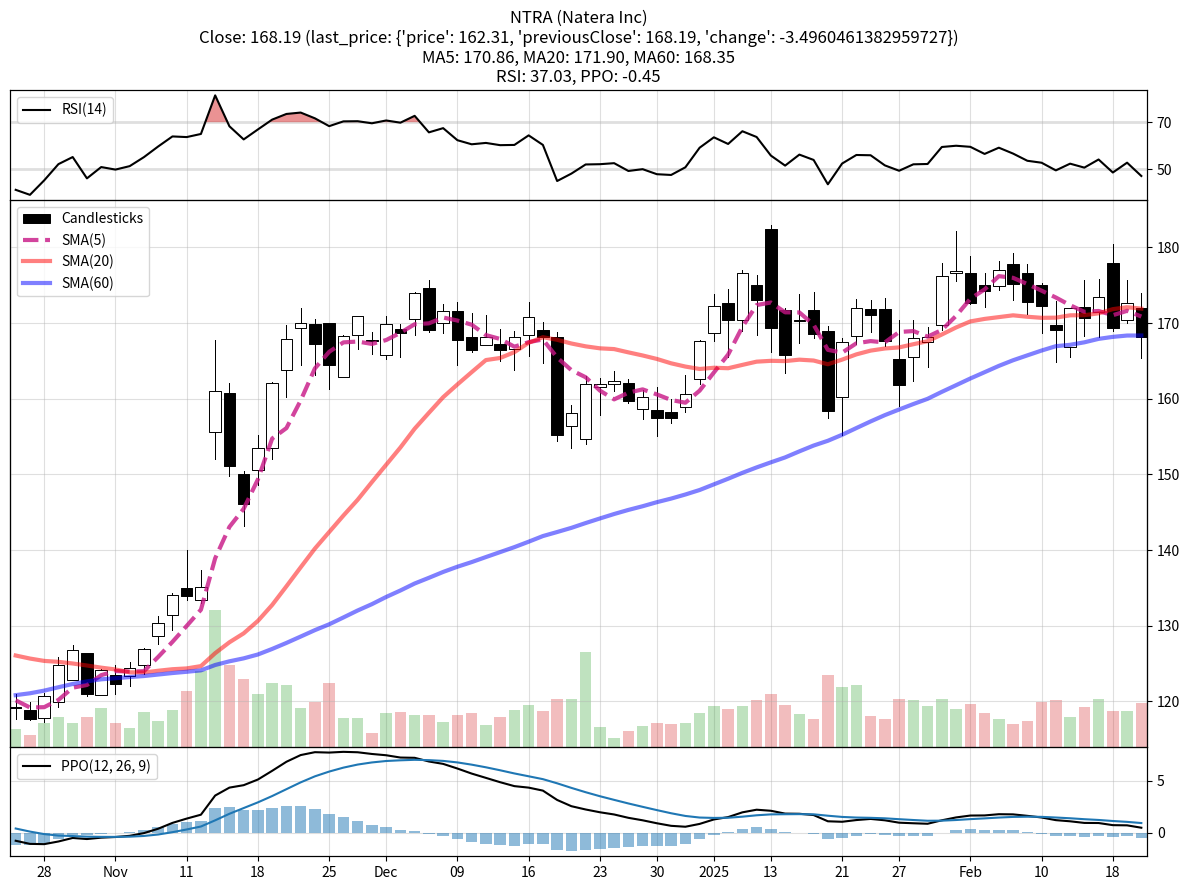 NTRA (Natera Inc)
Close: 168.19 (last_price: {'price': 162.31, 'previousClose': 168.19, 'change': -3.4960461382959727})
MA5: 170.86, MA20: 171.90, MA60: 168.35
RSI: 37.03, PPO: -0.45
RSI(14)
70
50
Candlesticks
SMA(5)
SMA(20)
SMA(60)
180
170
160
150
140
130
120
PPO(12, 26, 9)
5
0
28 Nov 11 18 25 Dec 09 16 23 30 2025 13 21 27 Feb 10 18